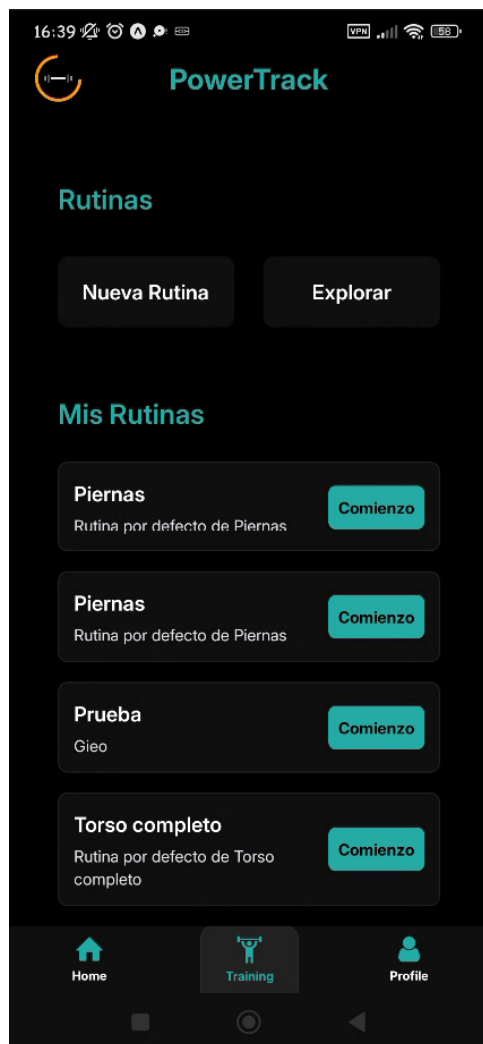 16:39 VPN 58
PowerTrack
Rutinas
Nueva Rutina Explorar
Mis Rutinas
Piernas
Rutina por defecto de Piernas
Comienzo
Piernas
Rutina por defecto de Piernas
Comienzo
Prueba
Gieo
Comienzo
Torso completo
Rutina por defecto de Torso
completo
Comienzo
Home Training Profile